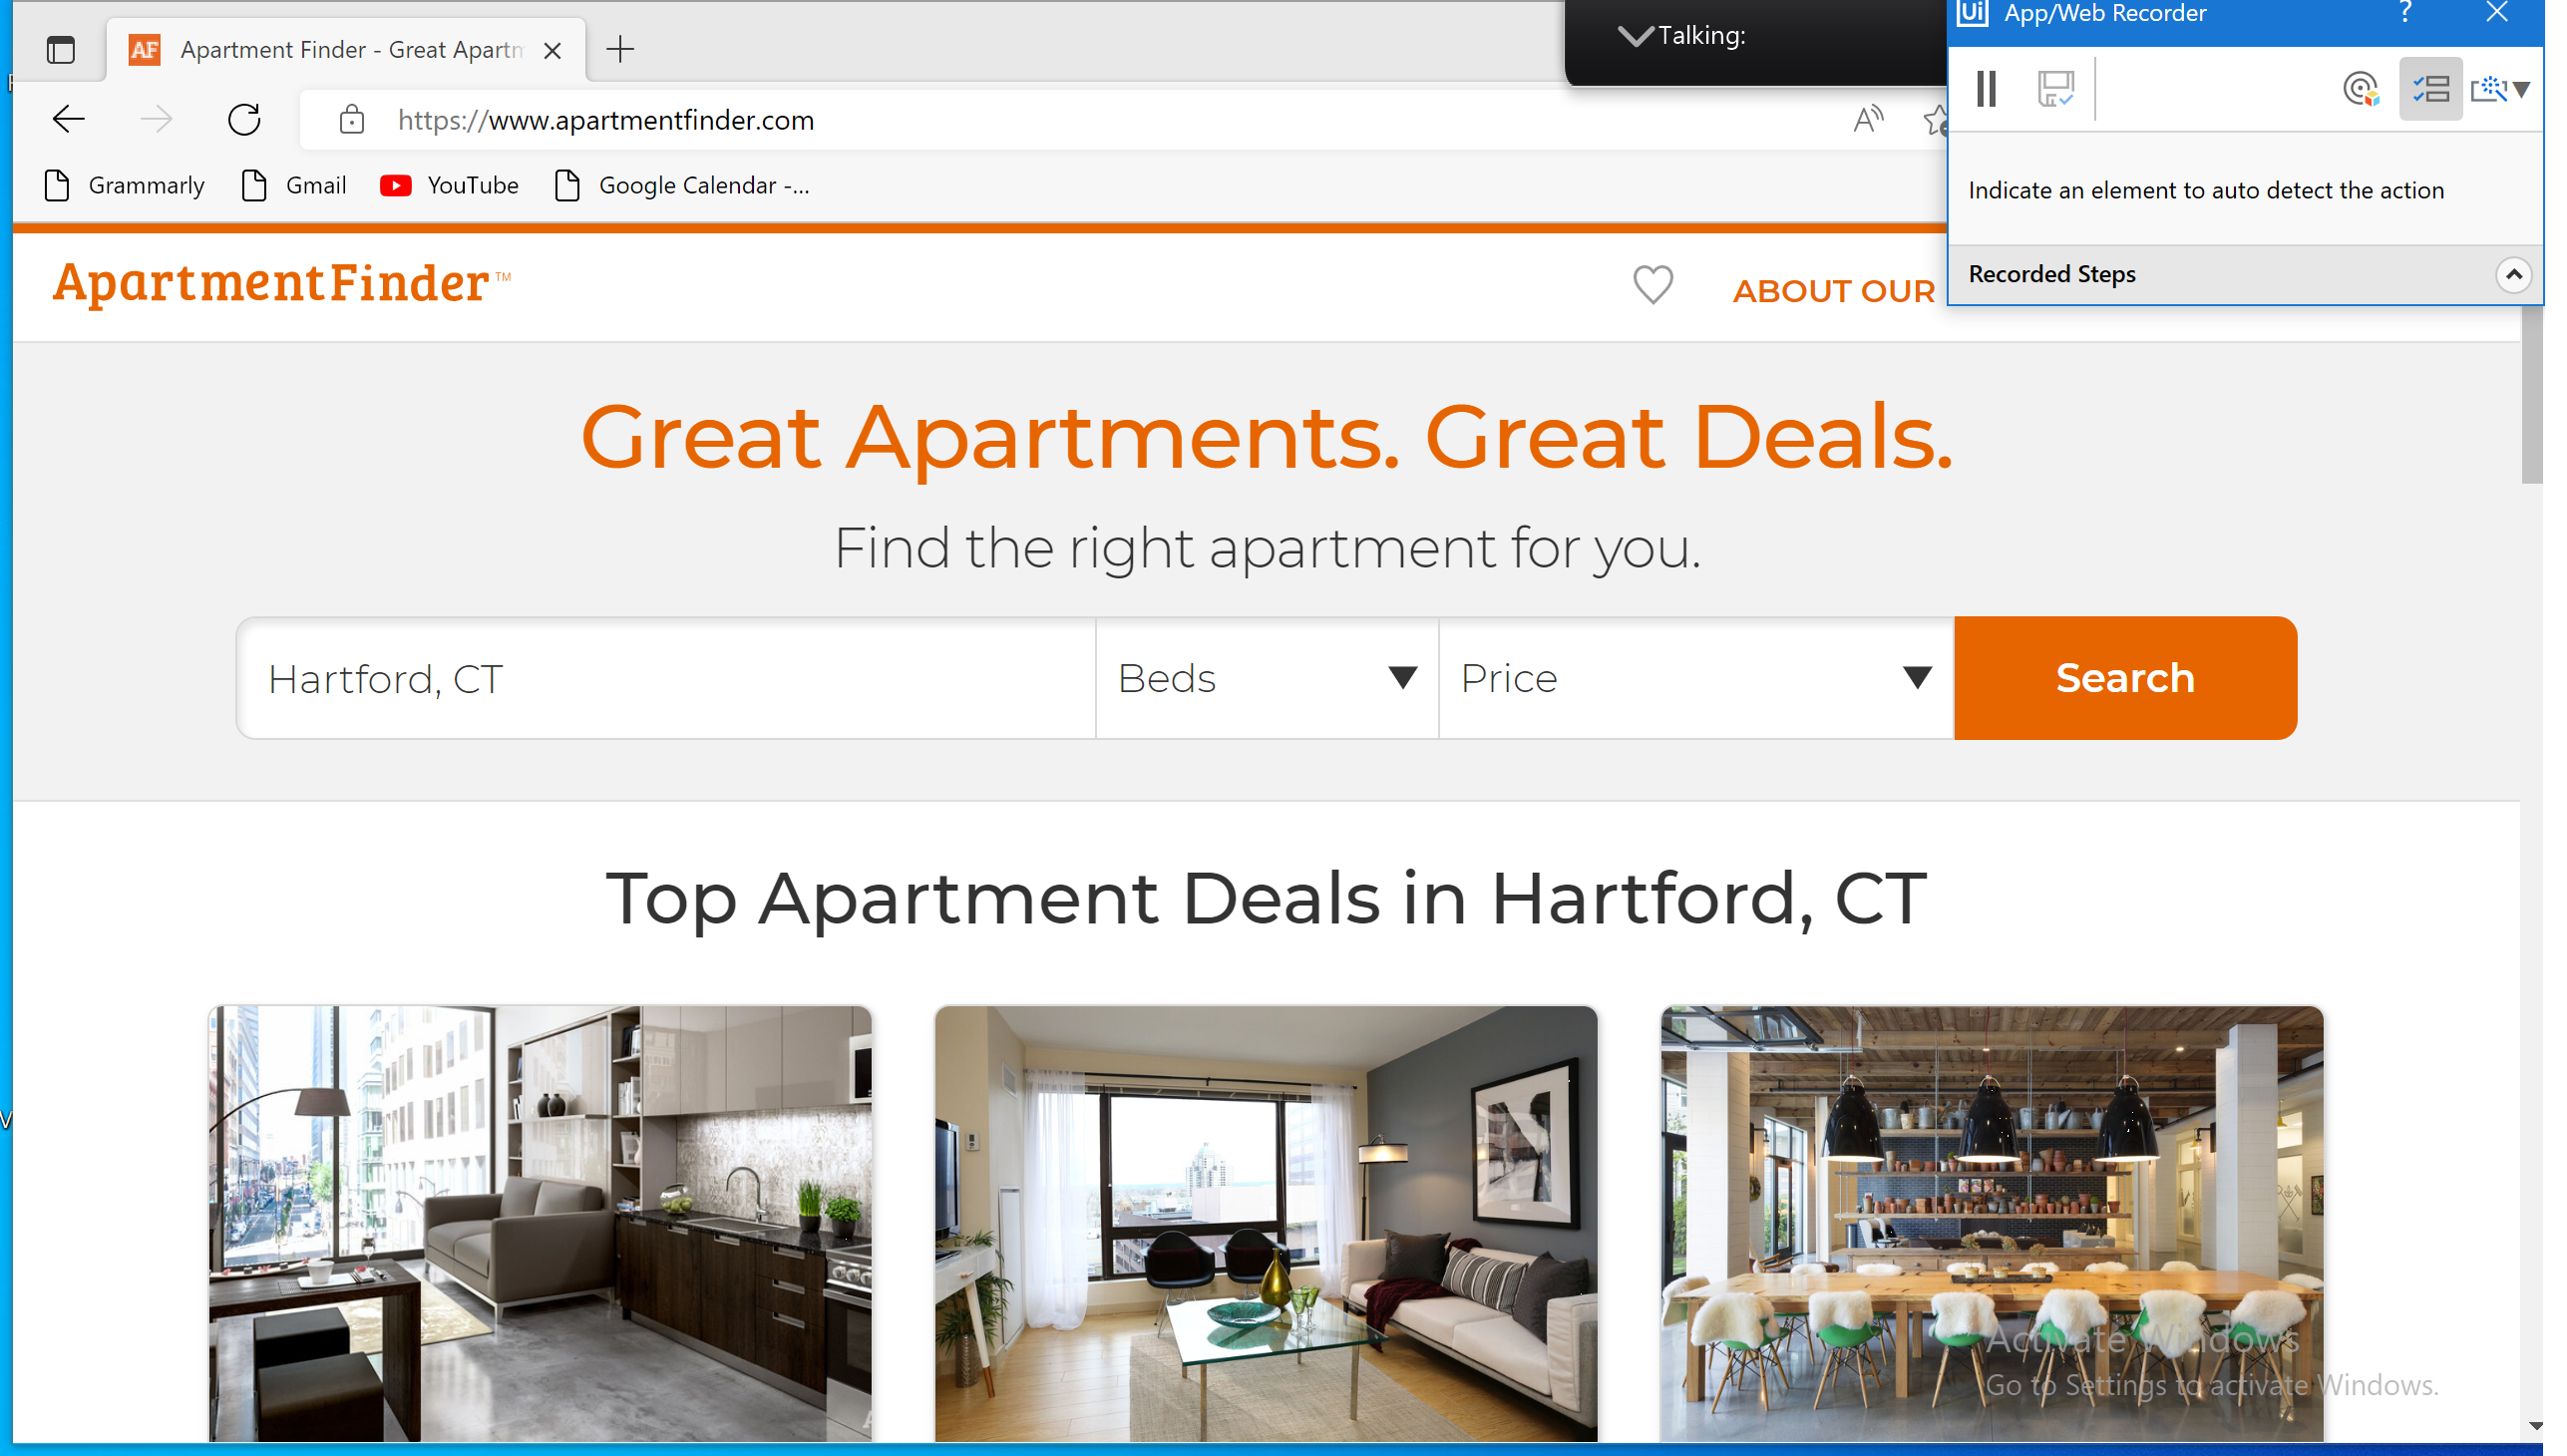 AF Apartment Finder - Great Apartm
Talking:
Ui App/Web Recorder ?
https://www.apartmentfinder.com
Grammarly Gmail YouTube Google Calendar -...
Indicate an element to auto detect the action
Recorded Steps
ApartmentFinder™
ABOUT OUR
Great Apartments. Great Deals.
Find the right apartment for you.
Hartford, CT Beds Price Search
Top Apartment Deals in Hartford, CT
Activate Windows
Go to Settings to activate Windows.